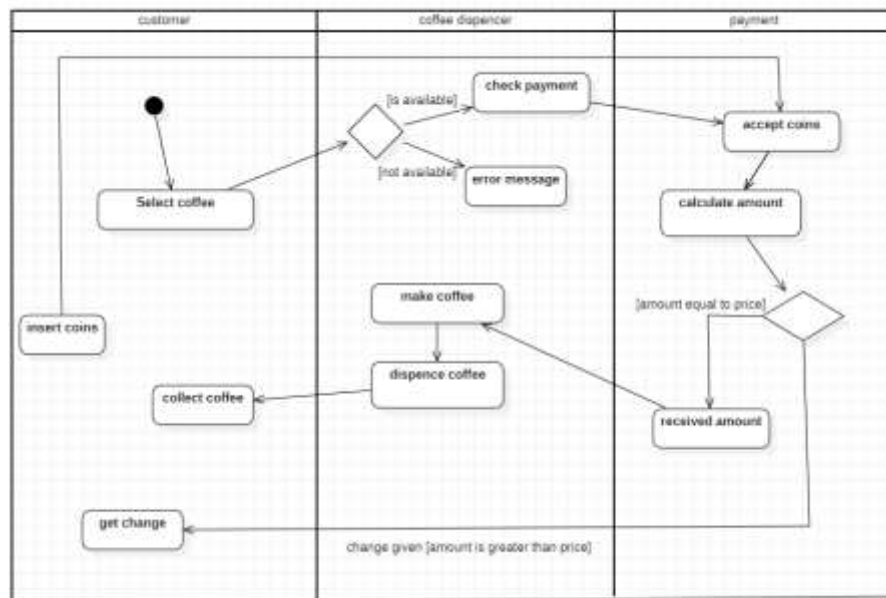 customer
coffee dispencer
payment
check payment
[is available]
accept coins
[not available]
error message
Select coffee
calculate amount
make coffee
[amount equal to price]
insert coins
dispence coffee
collect coffee
received amount
get change
change given [amount is greater than price]